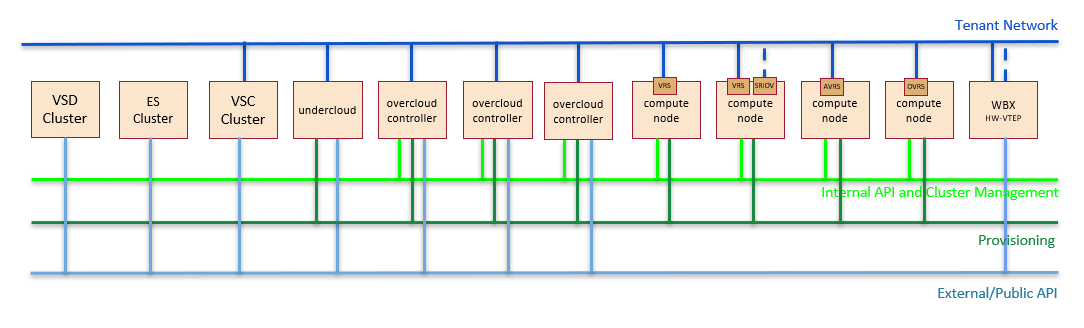 Tenant Network
VSD
Cluster
ES
Cluster
VSC
Cluster
undercloud
overcloud
controller
overcloud
controller
overcloud
controller
VRS
compute
node
VRS
SRIOV
compute
node
AVRS
compute
node
OVRS
compute
node
WBX
HW-VTEP
Internal API and Cluster Management
Provisioning
External/Public API